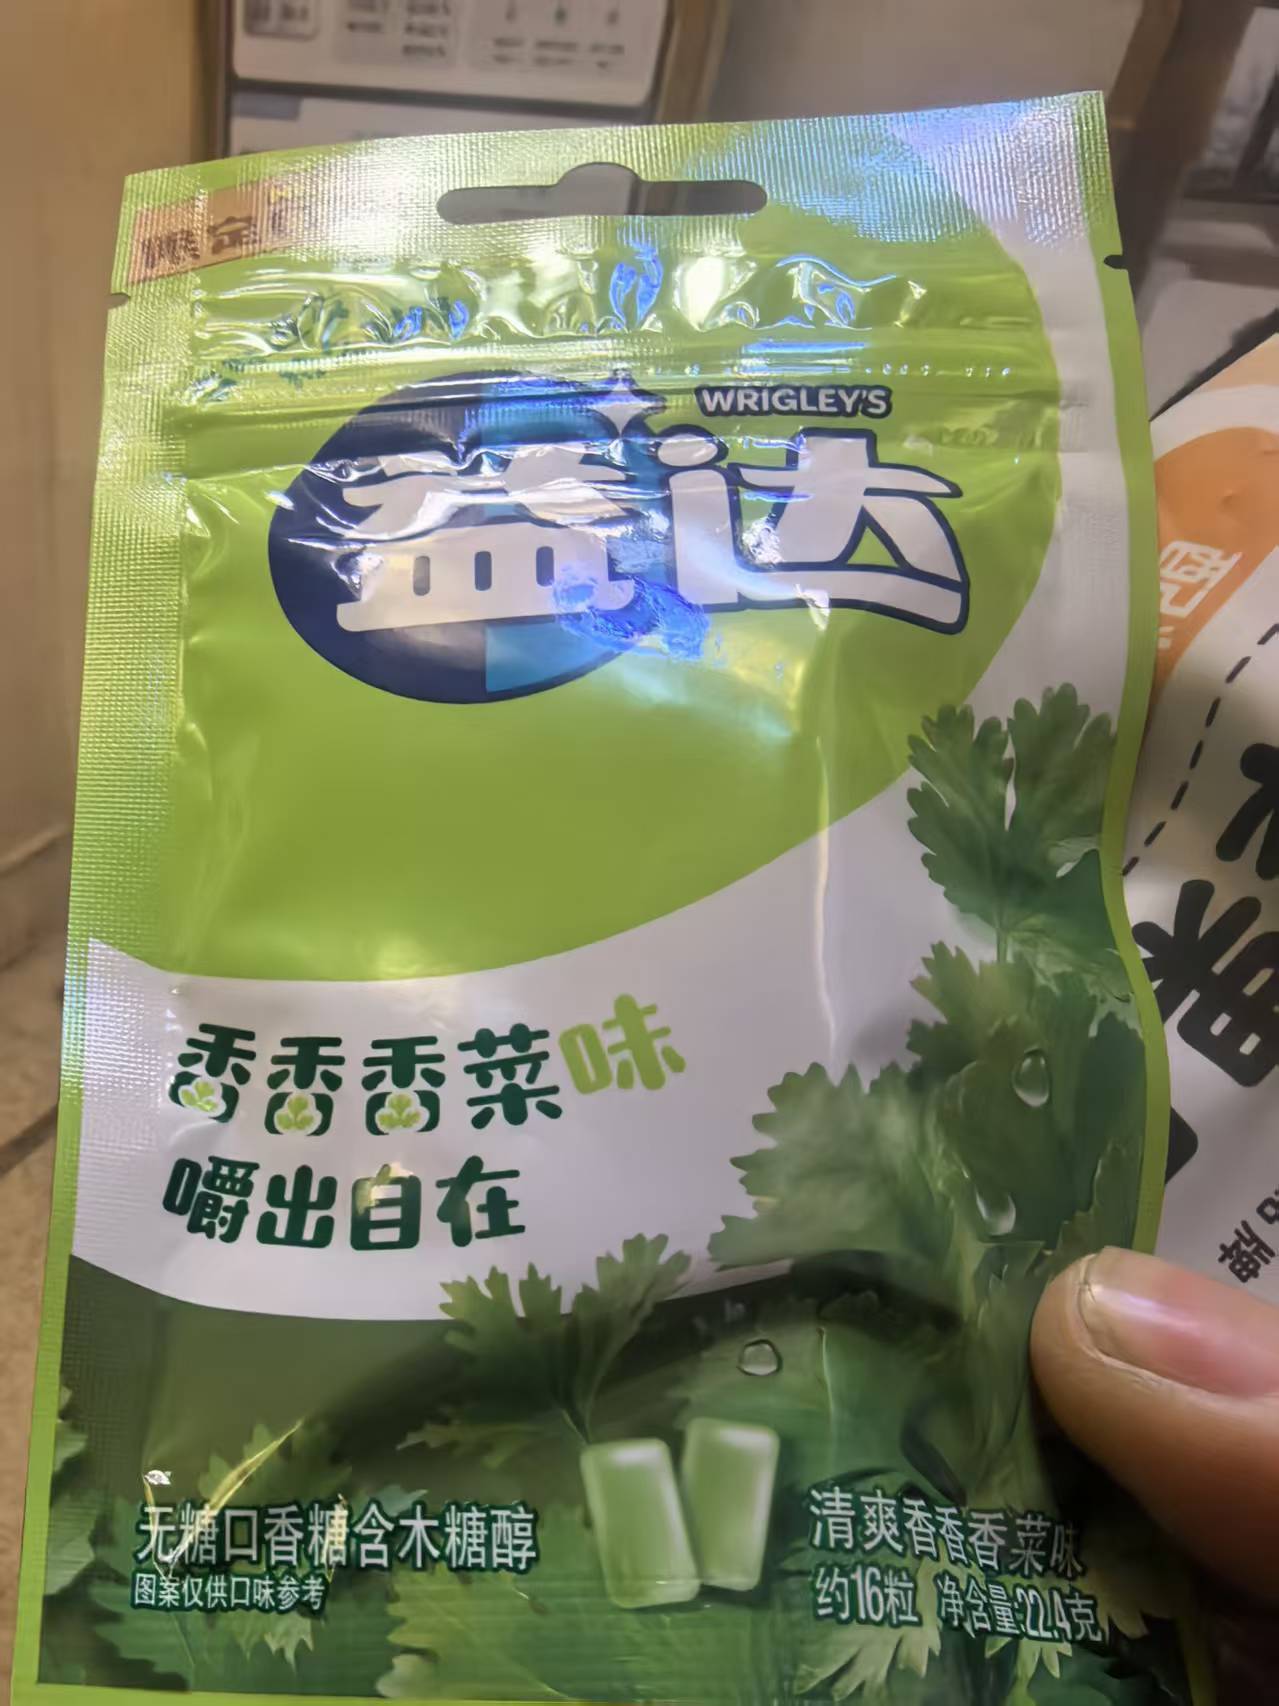 WRIGLEY'S
益达
香香香菜味
嚼出自在
无糖口香糖含木糖醇
图案仅供口味参考
清爽香香香菜味
约16粒 净含量:22.4克
牌